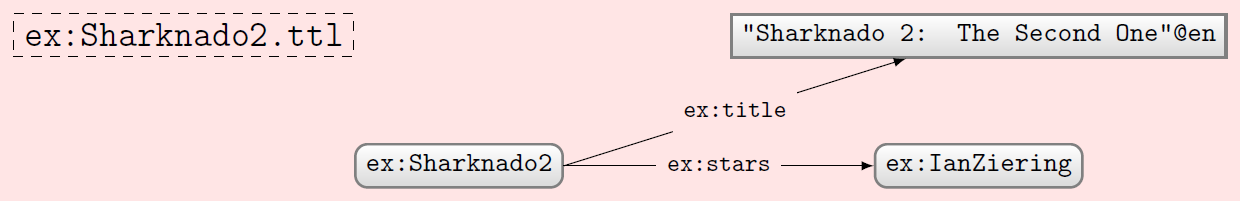 ex:Sharknado2.ttl
"Sharknado 2: The Second One"@en
ex:title
ex:Sharknado2
ex:stars
ex:IanZiering